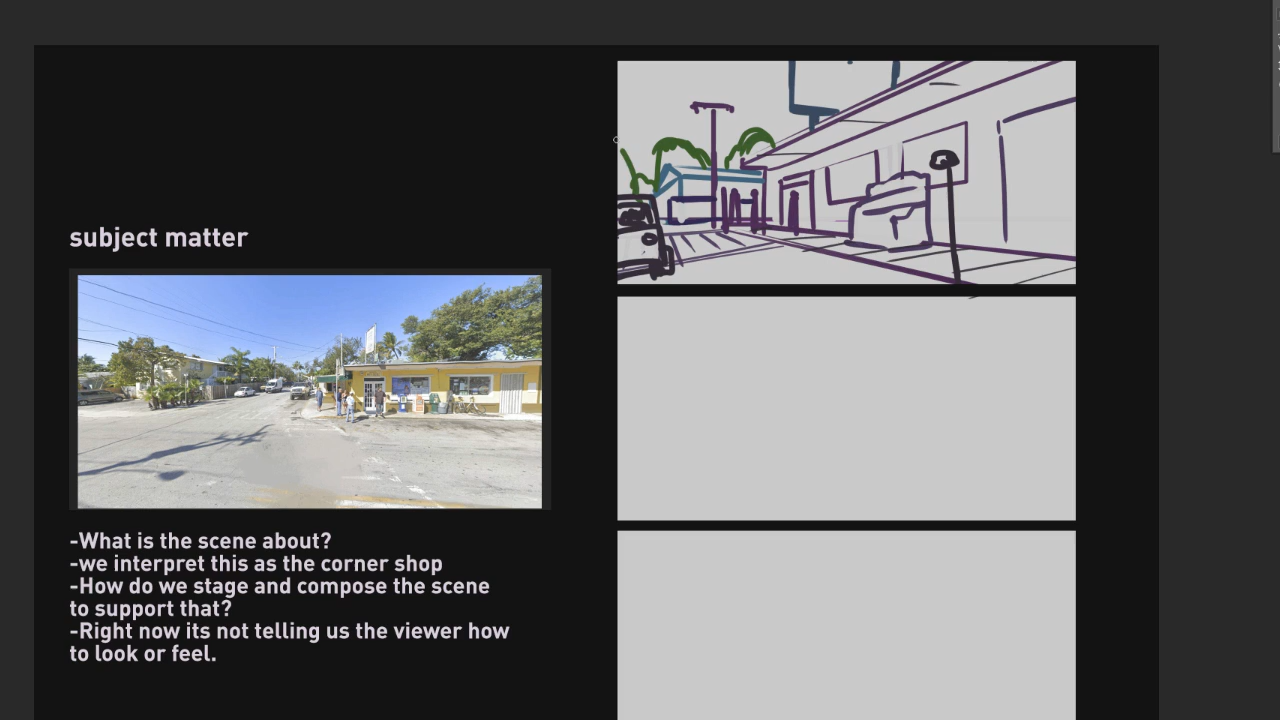 subject matter
-What is the scene about?
-we interpret this as the corner shop
-How do we stage and compose the scene
to support that?
-Right now its not telling us the viewer how
to look or feel.